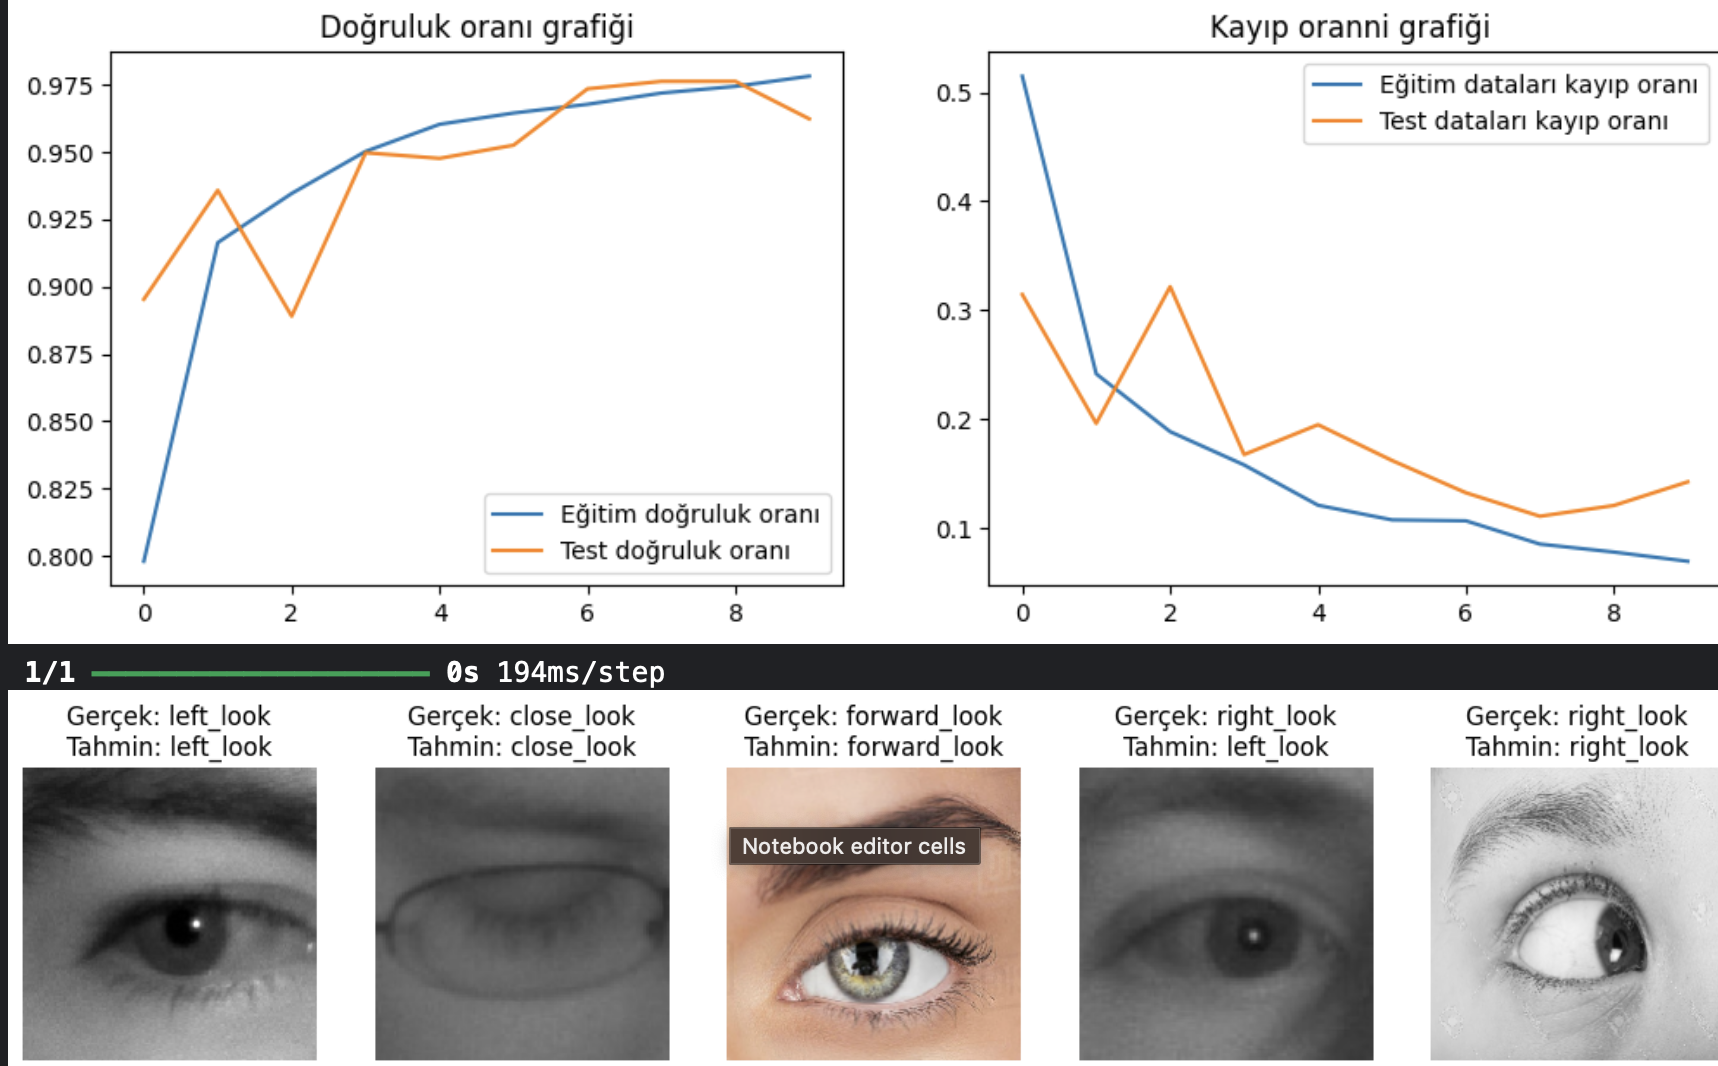 Doğruluk oranı grafiği
0.975
0.950
0.925
0.900
0.875
0.850
0.825
0.800
0 2 4 6 8
Eğitim doğruluk oranı
Test doğruluk oranı
Kayıp oranni grafiği
0.5
0.4
0.3
0.2
0.1
0 2 4 6 8
Eğitim dataları kayıp oranı
Test dataları kayıp oranı
1/1 0s 194ms/step
Gerçek: left_look
Tahmin: left_look
Gerçek: close_look
Tahmin: close_look
Gerçek: forward_look
Tahmin: forward_look
Notebook editor cells
Gerçek: right_look
Tahmin: left_look
Gerçek: right_look
Tahmin: right_look